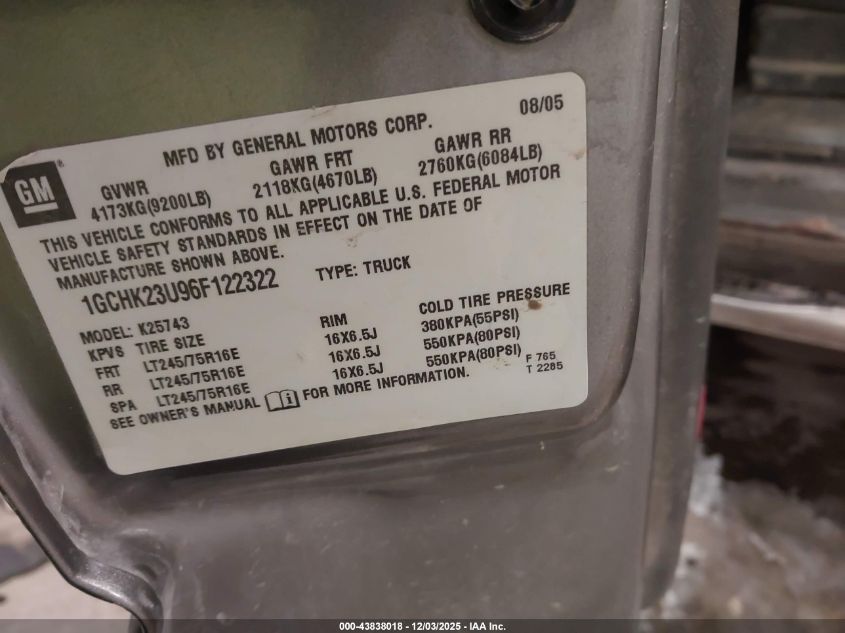 08/05
MFD BY GENERAL MOTORS CORP.
GM
GVWR GAWR FRT GAWR RR
4173KG(9200LB) 2118KG(4670LB) 2760KG(6084LB)
THIS VEHICLE CONFORMS TO ALL APPLICABLE U.S. FEDERAL MOTOR
VEHICLE SAFETY STANDARDS IN EFFECT ON THE DATE OF
MANUFACTURE SHOWN ABOVE.
1GCHK23U96F122322 TYPE: TRUCK
MODEL: K25743
KPVS TIRE SIZE RIM COLD TIRE PRESSURE
FRT LT245/75R16E 16X6.5J 380KPA(55PSI)
RR LT245/75R16E 16X6.5J 550KPA(80PSI)
SPA LT245/75R16E 16X6.5J 550KPA(80PSI)
SEE OWNER'S MANUAL FOR MORE INFORMATION.
F 765
T 2285
000-43838018 - 12/03/2025 - IAA Inc.